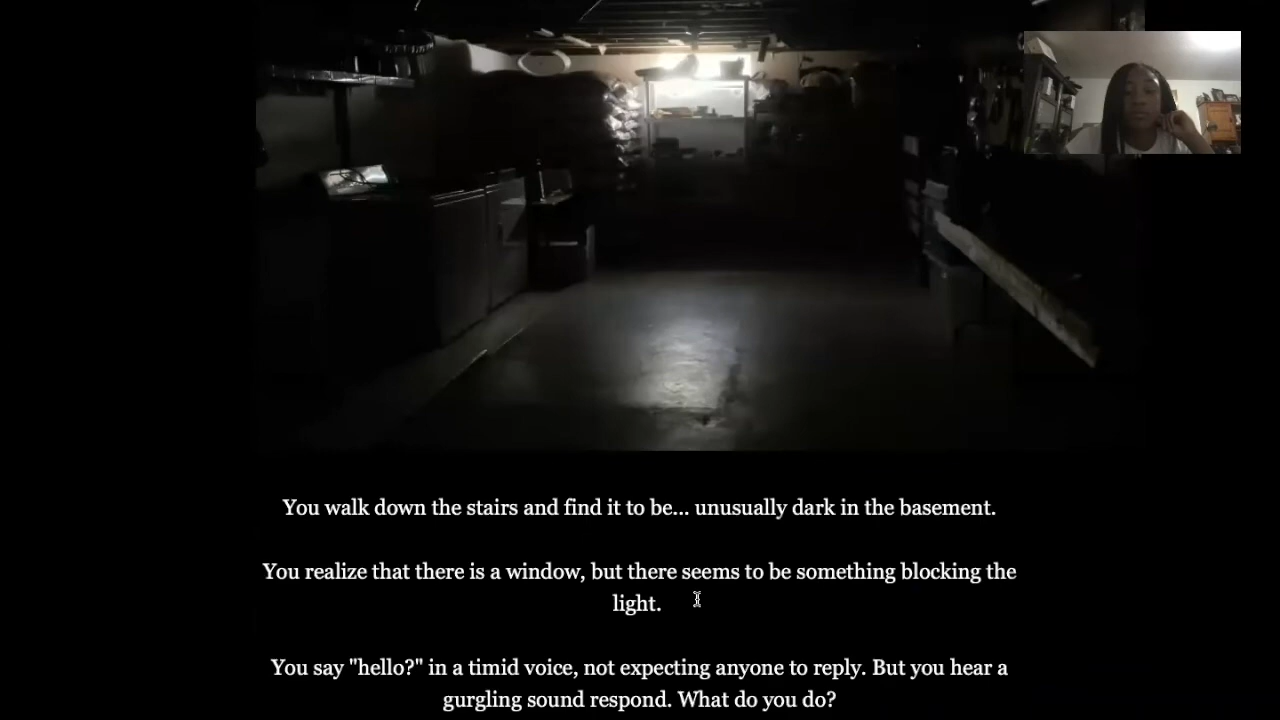 You walk down the stairs and find it to be... unusually dark in the basement.
You realize that there is a window, but there seems to be something blocking the
light.
You say "hello?" in a timid voice, not expecting anyone to reply. But you hear a
gurgling sound respond. What do you do?